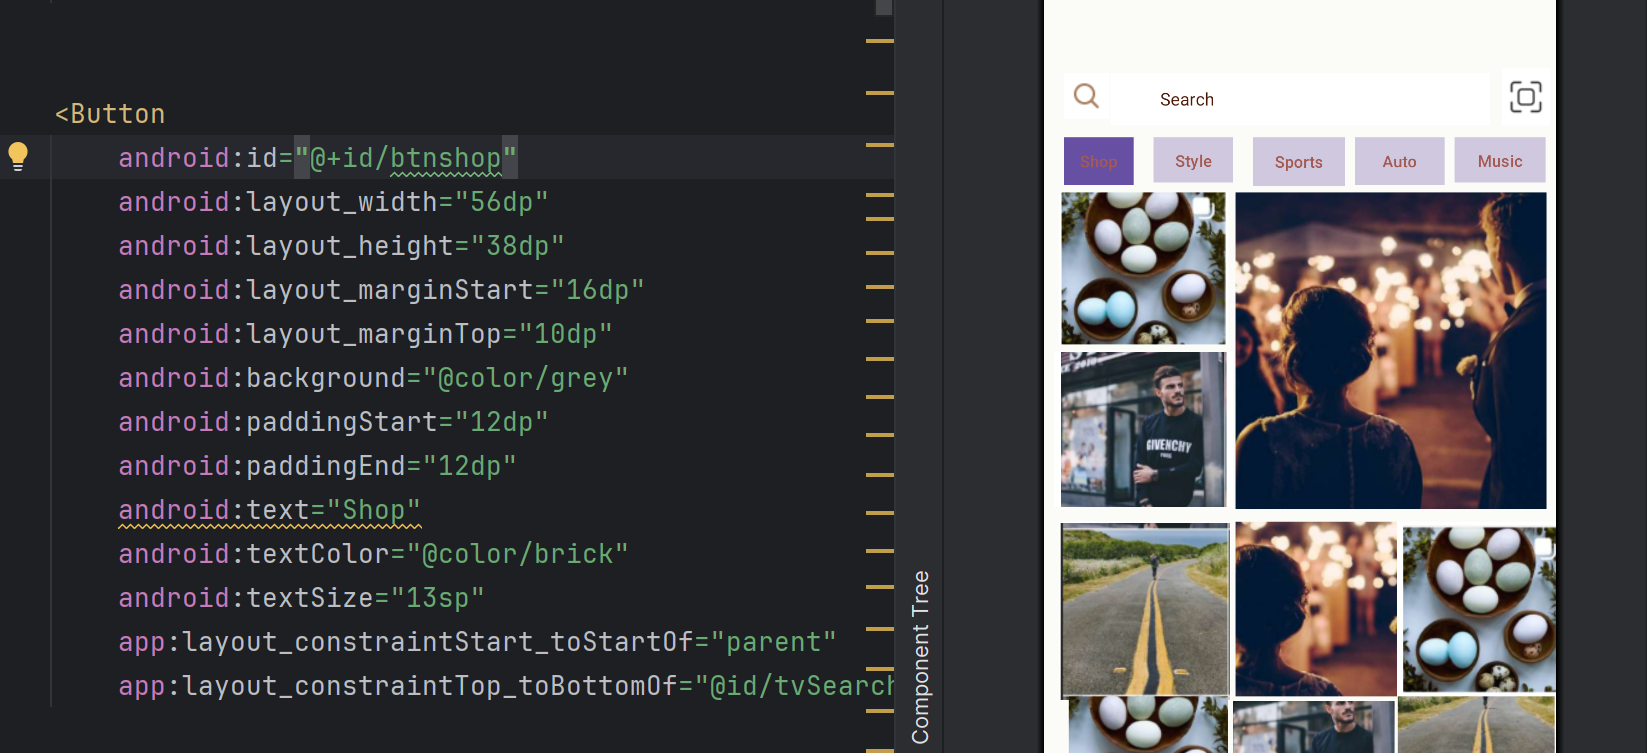 <Button
android:id="@+id/btnshop"
android:layout_width="56dp"
android:layout_height="38dp"
android:layout_marginStart="16dp"
android:layout_marginTop="10dp"
android:background="@color/grey"
android:paddingStart="12dp"
android:paddingEnd="12dp"
android:text="Shop"
android:textColor="@color/brick"
android:textSize="13sp"
app:layout_constraintStart_toStartOf="parent"
app:layout_constraintTop_toBottomOf="@id/tvSearch
Component Tree
Search
Shop Style Sports Auto Music
GIVENCHY